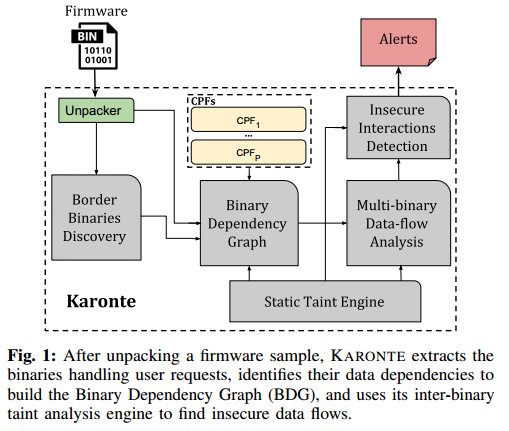 Firmware
BIN
10110
01001
Alerts
Unpacker
CPFs
CPF1
...
CPFP
Insecure
Interactions
Detection
Border
Binaries
Discovery
Binary
Dependency
Graph
Multi-binary
Data-flow
Analysis
Karonte
Static Taint Engine
Fig. 1: After unpacking a firmware sample, KARONTE extracts the
binaries handling user requests, identifies their data dependencies to
build the Binary Dependency Graph (BDG), and uses its inter-binary
taint analysis engine to find insecure data flows.